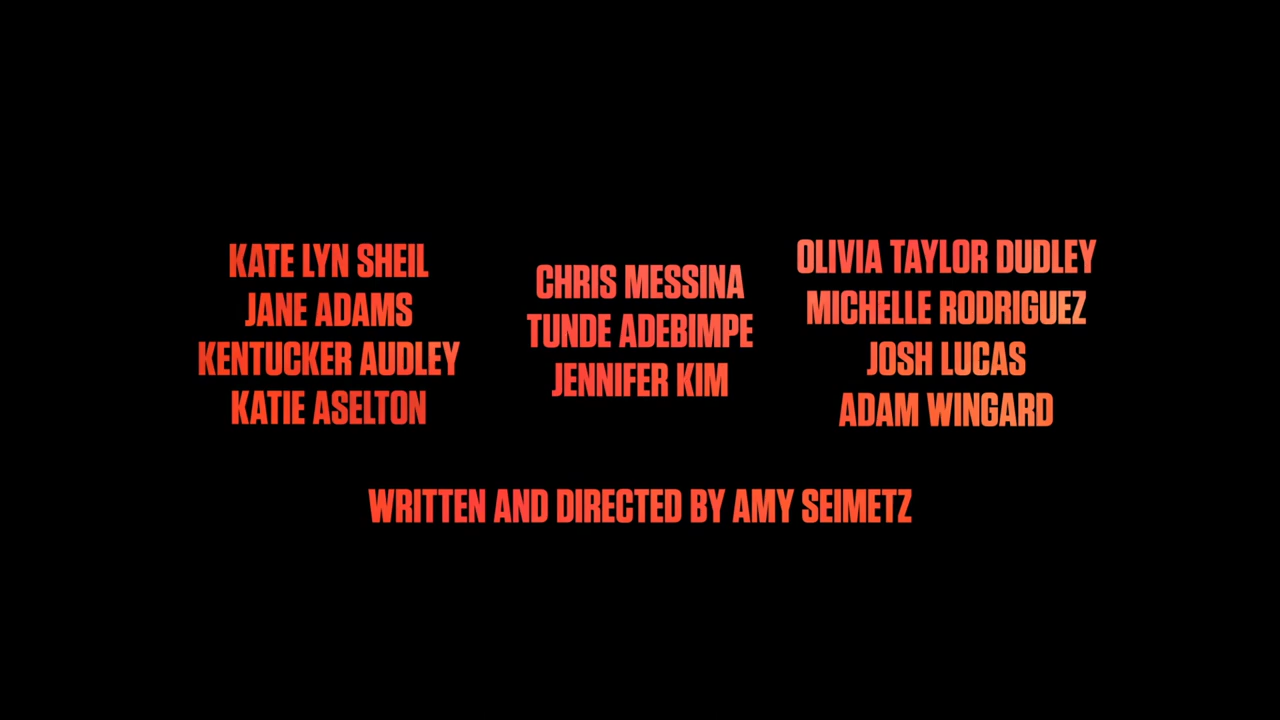 KATE LYN SHEIL
JANE ADAMS
KENTUCKER AUDLEY
KATIE ASELTON
CHRIS MESSINA
TUNDE ADEBIMPE
JENNIFER KIM
OLIVIA TAYLOR DUDLEY
MICHELLE RODRIGUEZ
JOSH LUCAS
ADAM WINGARD
WRITTEN AND DIRECTED BY AMY SEIMETZ